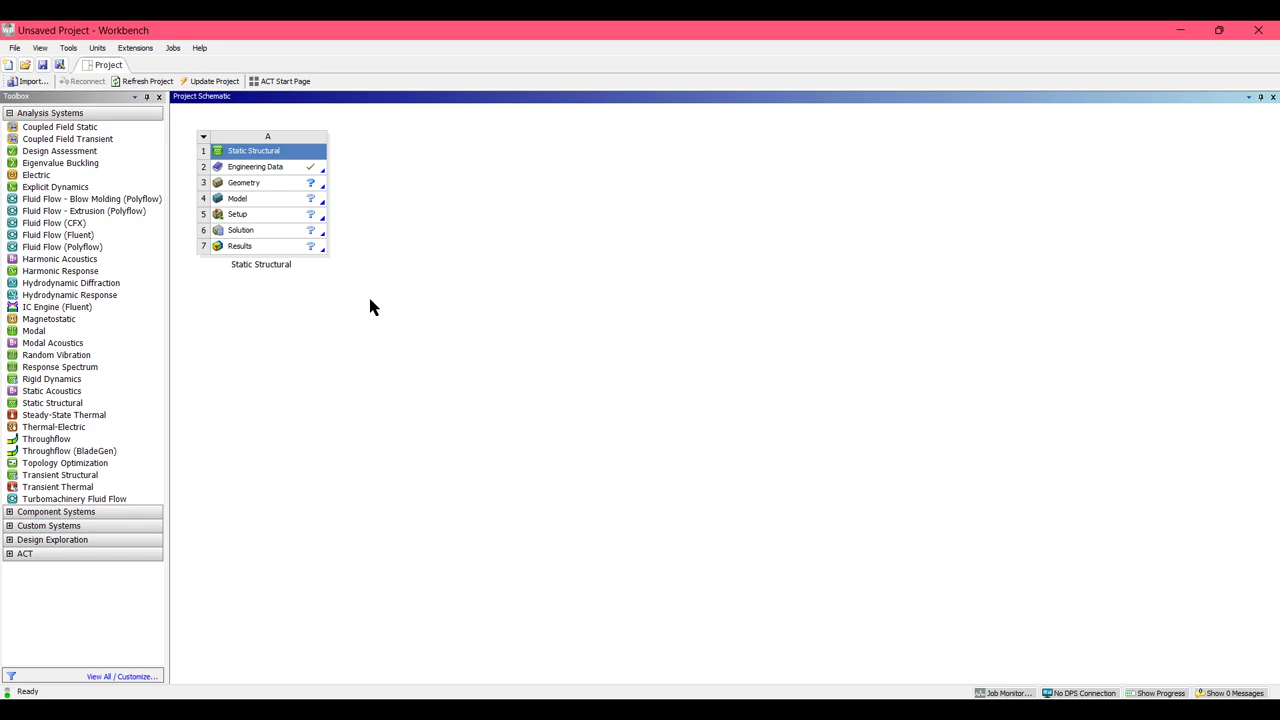 Unsaved Project - Workbench
File View Tools Units Extensions Jobs Help
Project
Import... Reconnect Refresh Project Update Project ACT Start Page
Toolbox
Project Schematic
Analysis Systems
Coupled Field Static
Coupled Field Transient
Design Assessment
Eigenvalue Buckling
Electric
Explicit Dynamics
Fluid Flow - Blow Molding (Polyflow)
Fluid Flow - Extrusion (Polyflow)
Fluid Flow (CFX)
Fluid Flow (Fluent)
Fluid Flow (Polyflow)
Harmonic Acoustics
Harmonic Response
Hydrodynamic Diffraction
Hydrodynamic Response
IC Engine (Fluent)
Magnetostatic
Modal
Modal Acoustics
Random Vibration
Response Spectrum
Rigid Dynamics
Static Acoustics
Static Structural
Steady-State Thermal
Thermal-Electric
Throughflow
Throughflow (BladeGen)
Topology Optimization
Transient Structural
Transient Thermal
Turbomachinery Fluid Flow
Component Systems
Custom Systems
Design Exploration
ACT
View All / Customize...
A
1 Static Structural
2 Engineering Data
3 Geometry ?
4 Model ?
5 Setup ?
6 Solution ?
7 Results ?
Static Structural
Ready
Job Monitor... No DPS Connection Show Progress Show 0 Messages